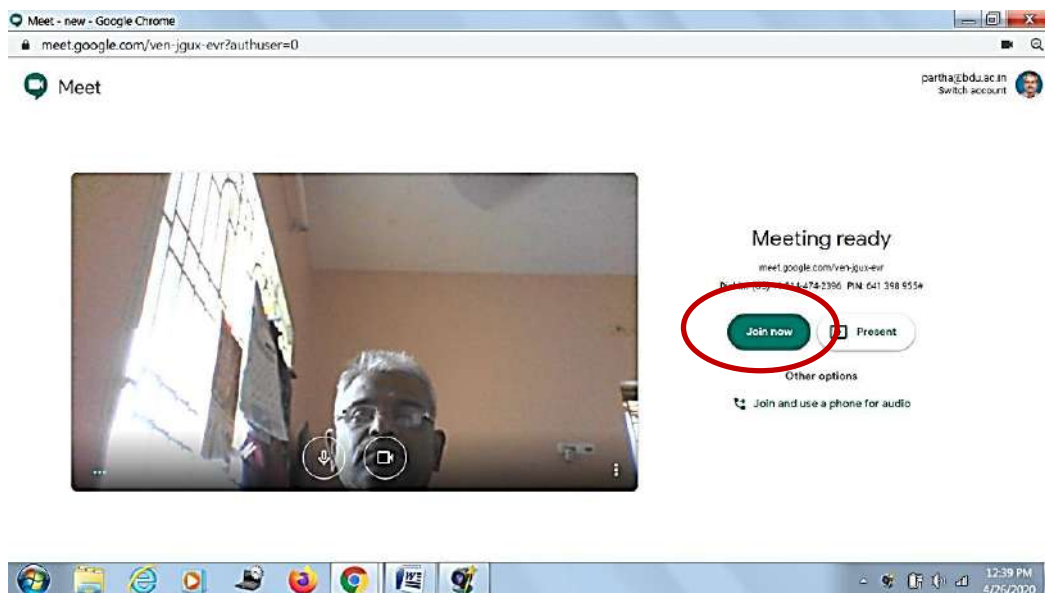 Meet - new - Google Chrome
meet.google.com/ven-jgux-evr?authuser=0
Meet
partha@bdu.ac.in
Switch account
Meeting ready
meet.google.com/ven-jgux-evr
474-2396 PIN: 641 398 955#
Join now
Present
Other options
Join and use a phone for audio
12:39 PM
4/26/2020